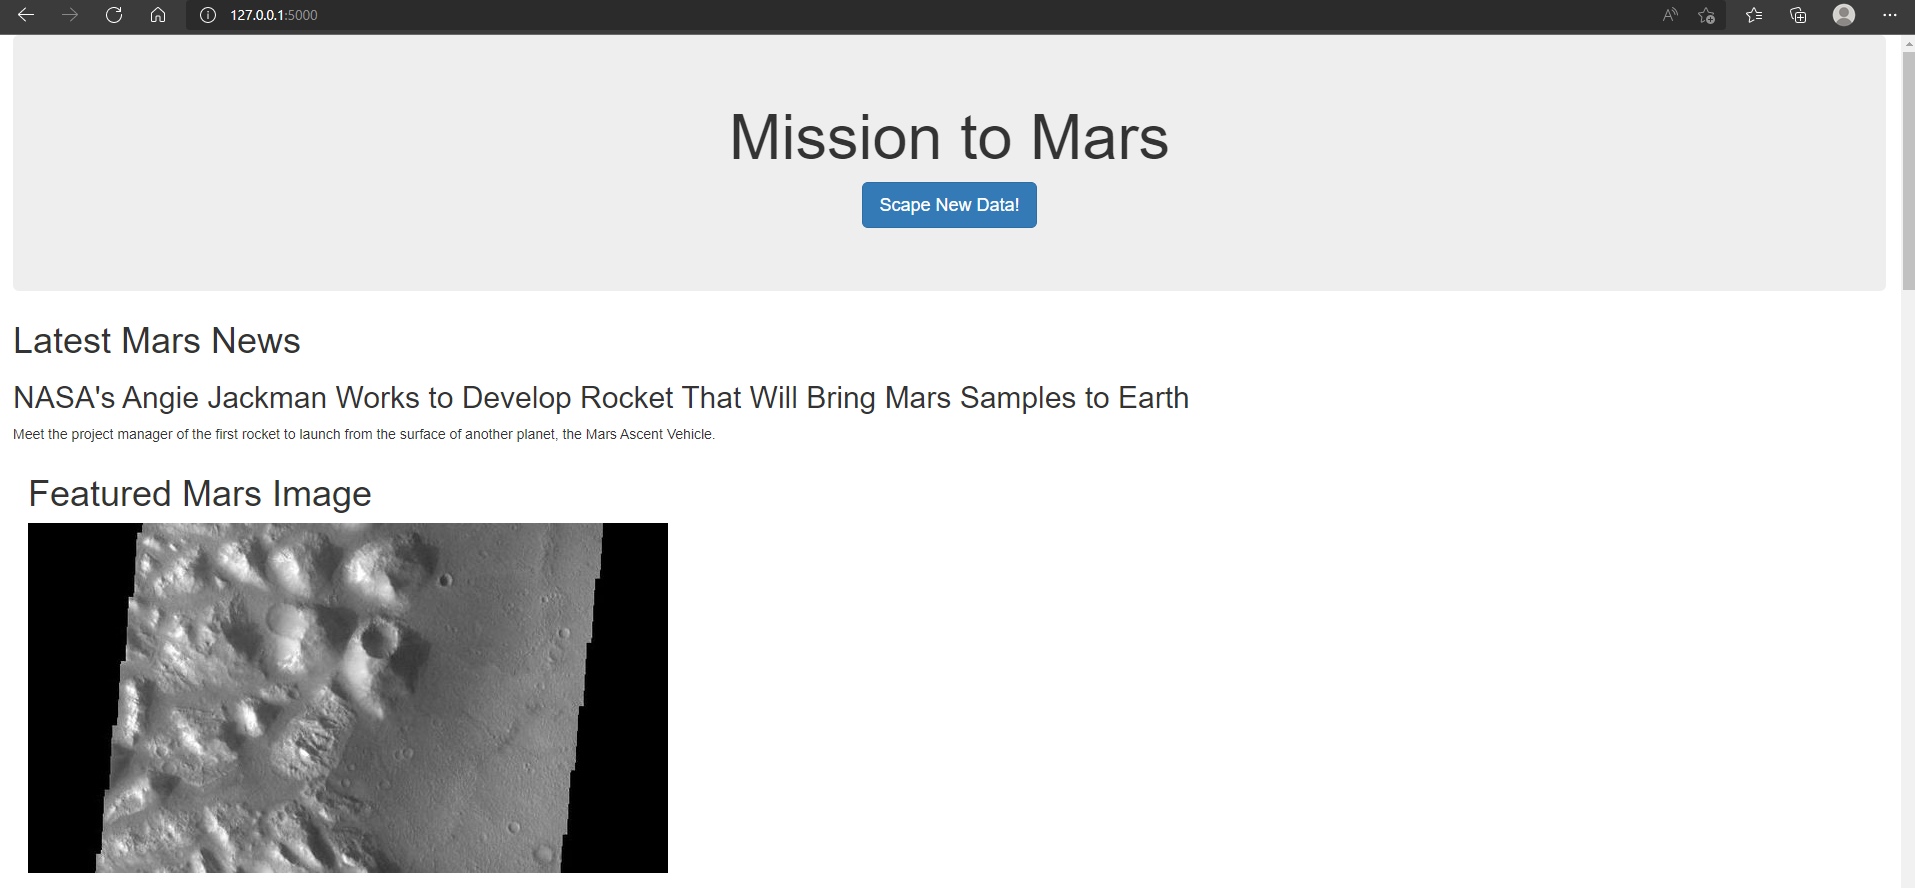 127.0.0.1:5000
Mission to Mars
Scape New Data!
Latest Mars News
NASA's Angie Jackman Works to Develop Rocket That Will Bring Mars Samples to Earth
Meet the project manager of the first rocket to launch from the surface of another planet, the Mars Ascent Vehicle.
Featured Mars Image